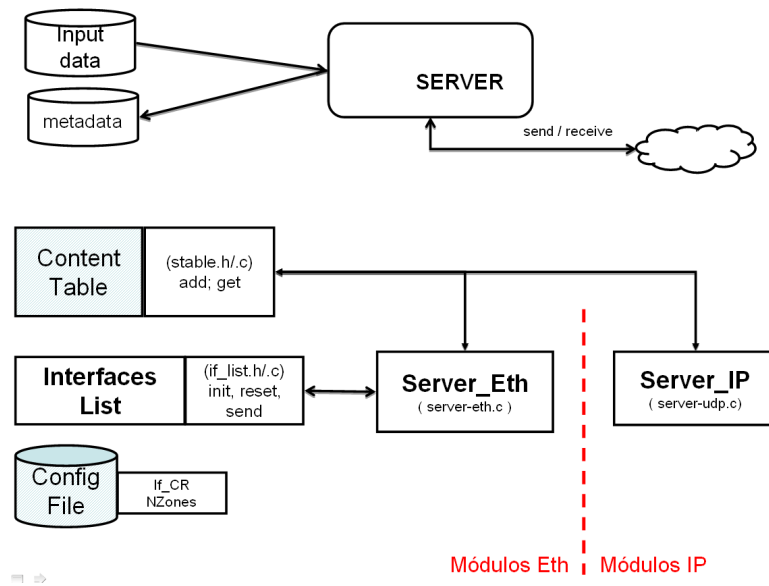 Input
data
metadata
SERVER
send / receive
Content
Table
(stable.h/.c)
add; get
Interfaces
List
(if_list.h/.c)
init, reset,
send
Server_Eth
( server-eth.c )
Server_IP
( server-udp.c)
Config
File
If_CR
NZones
Módulos Eth
Módulos IP